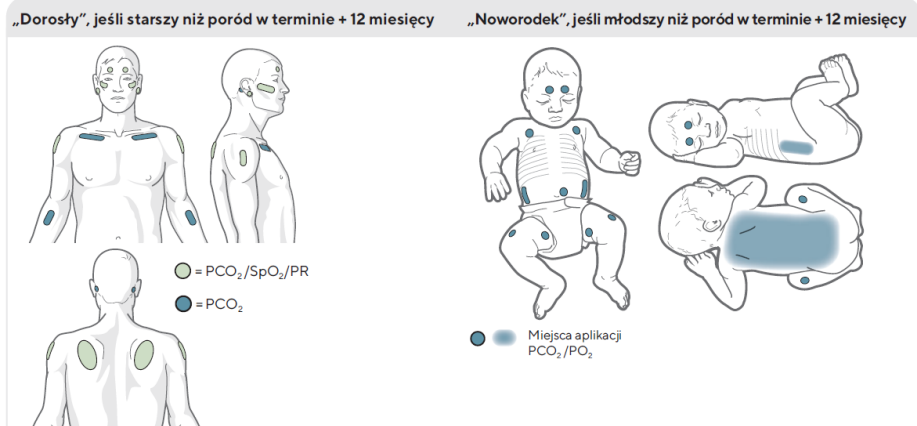 „Dorosły”, jeśli starszy niż poród w terminie + 12 miesięcy
„Noworodek”, jeśli młodszy niż poród w terminie + 12 miesięcy
= PCO₂/SpO₂/PR
= PCO₂
Miejsca aplikacji
PCO₂/PO₂